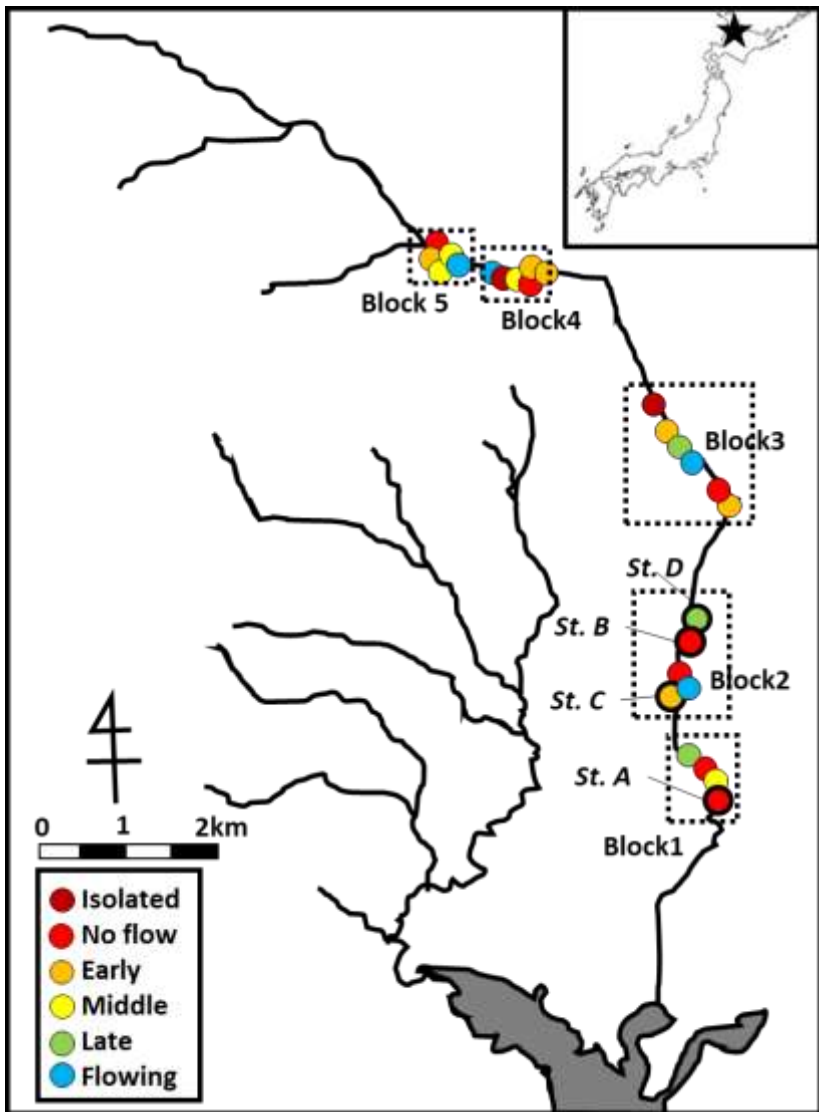 Block 5
Block4
Block3
St. D
St. B
Block2
St. C
St. A
0 1 2km
Block1
Isolated
No flow
Early
Middle
Late
Flowing